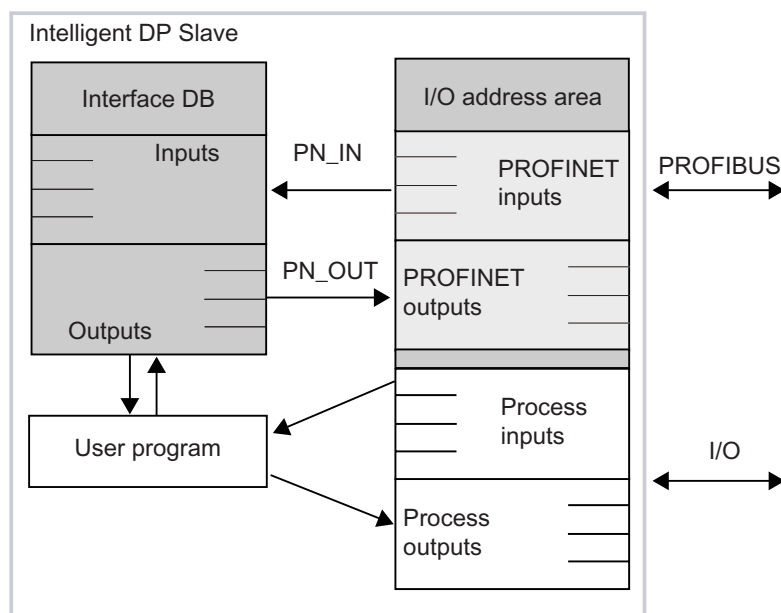 Intelligent DP Slave
Interface DB
Inputs
Outputs
PN_IN
PN_OUT
User program
I/O address area
PROFINET
inputs
PROFINET
outputs
Process
inputs
Process
outputs
PROFIBUS
I/O